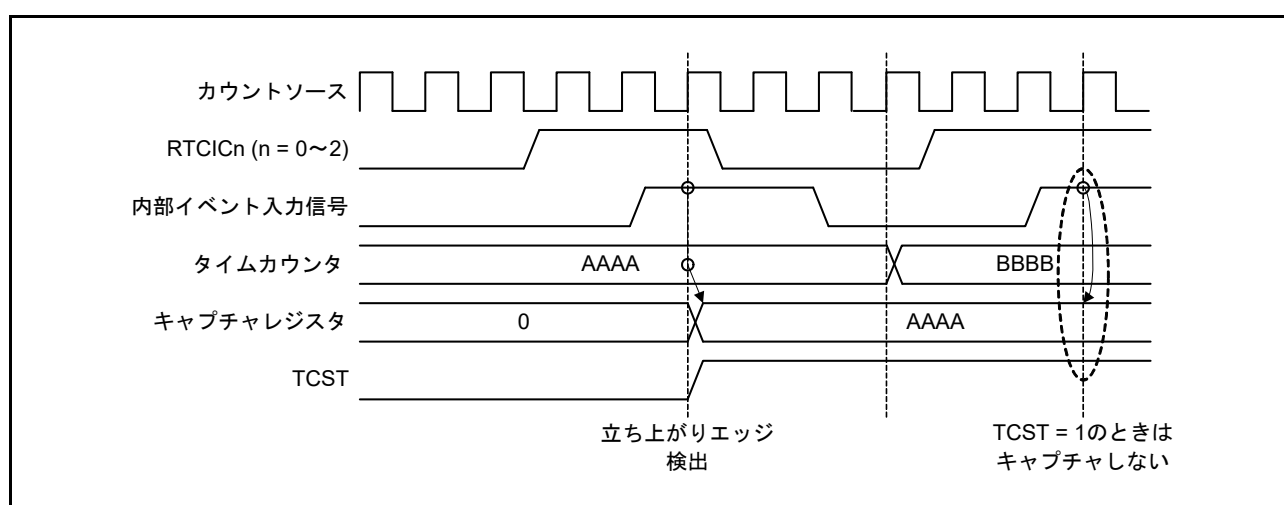 カウントソース
RTCICn (n = 0～2)
内部イベント入力信号
タイムカウンタ
AAAA
BBBB
キャプチャレジスタ
0
AAAA
TCST
立ち上がりエッジ
検出
TCST = 1のときは
キャプチャしない